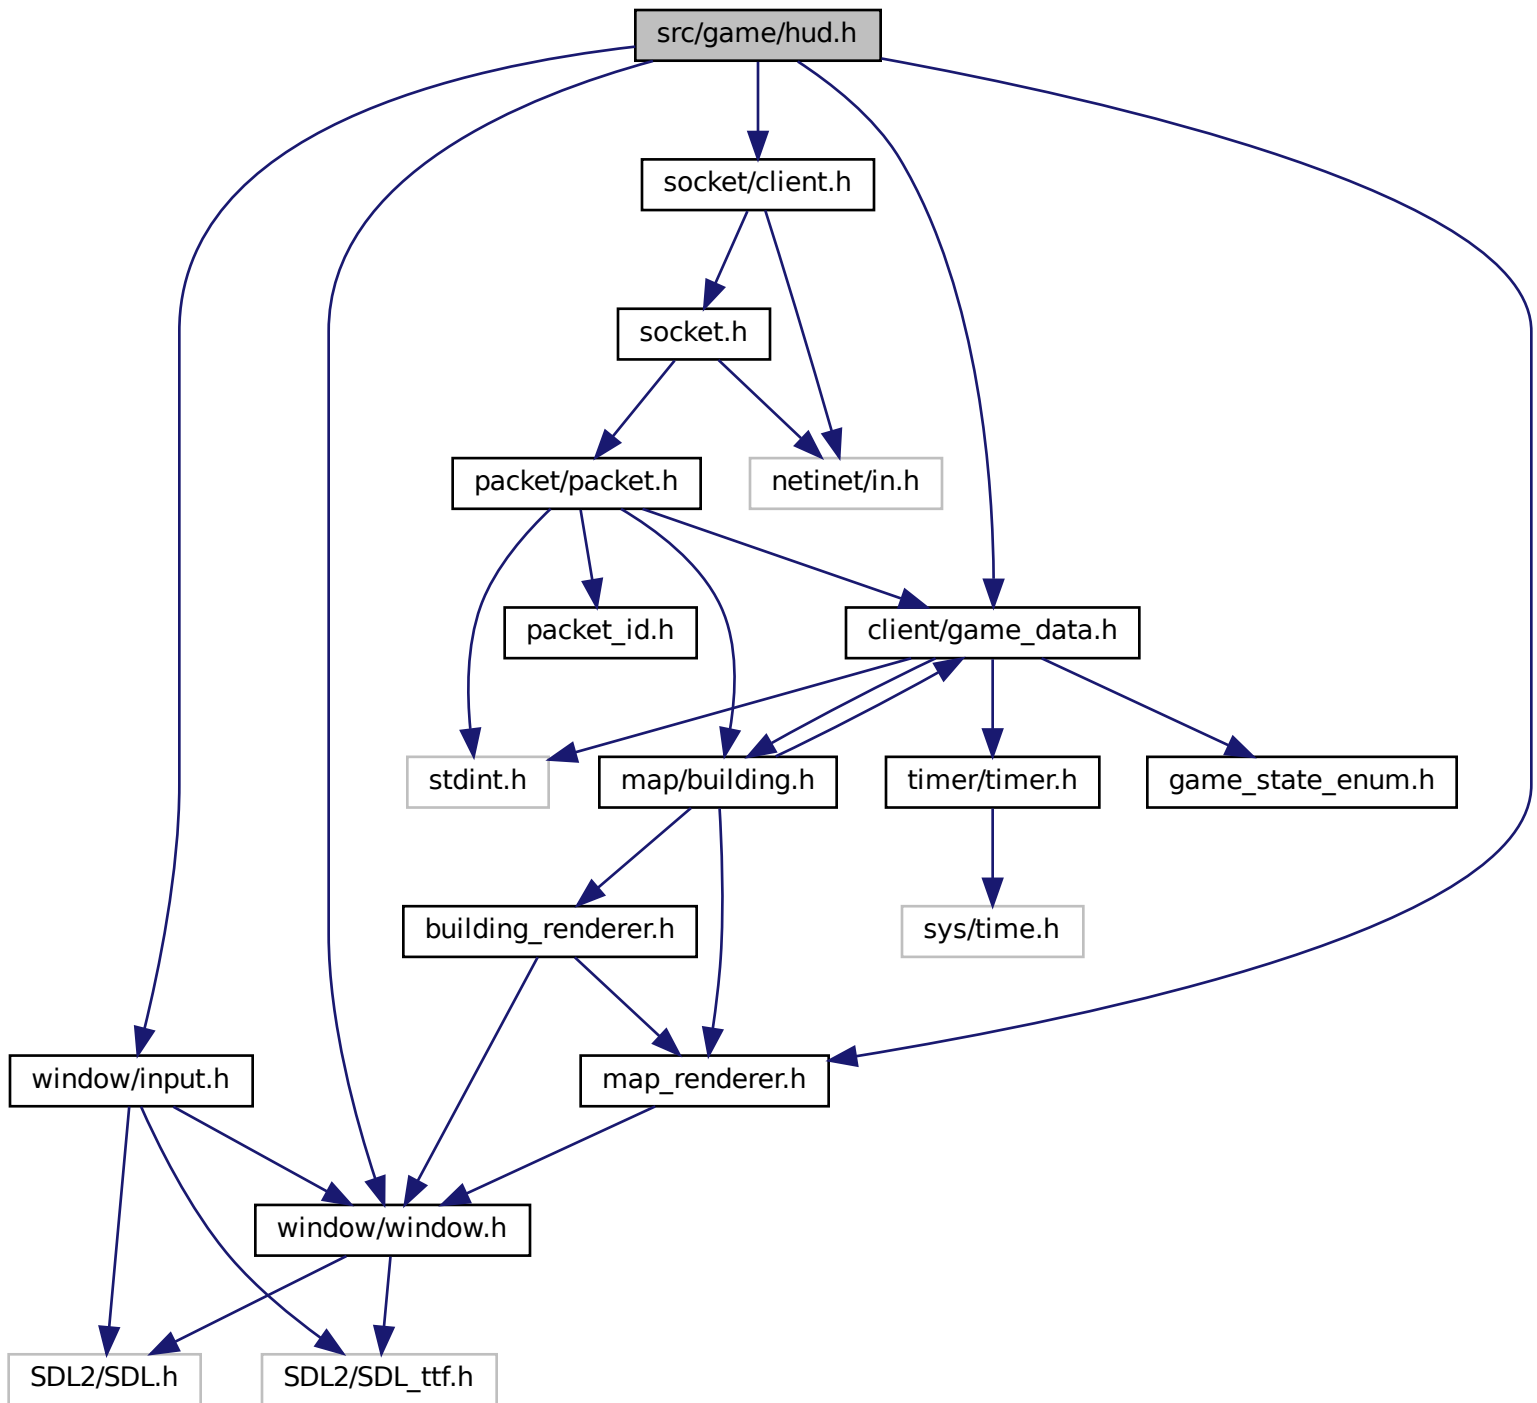 src/game/hud.h
socket/client.h
socket.h
packet/packet.h
netinet/in.h
packet_id.h
client/game_data.h
stdint.h
map/building.h
timer/timer.h
game_state_enum.h
building_renderer.h
sys/time.h
window/input.h
map_renderer.h
window/window.h
SDL2/SDL.h
SDL2/SDL_ttf.h